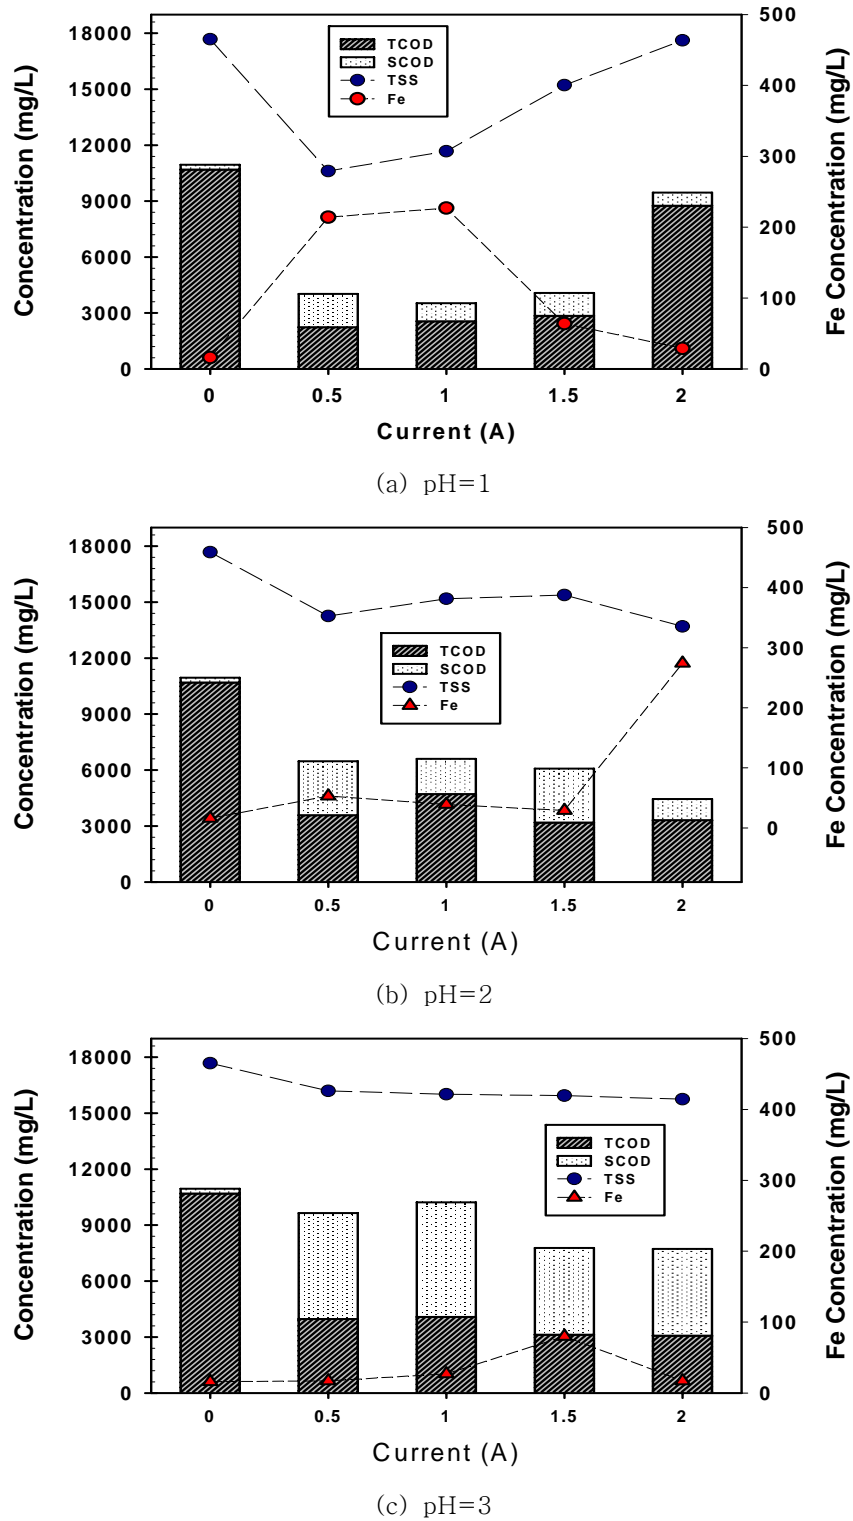 18000
15000
12000
9000
6000
3000
0
Concentration (mg/L)
TCOD
SCOD
TSS
Fe
500
400
300
200
100
0
Fe Concentration (mg/L)
0 0.5 1 1.5 2
Current (A)
(a) pH=1
18000
15000
12000
9000
6000
3000
0
Concentration (mg/L)
TCOD
SCOD
TSS
Fe
500
400
300
200
100
0
Fe Concentration (mg/L)
0 0.5 1 1.5 2
Current (A)
(b) pH=2
18000
15000
12000
9000
6000
3000
0
Concentration (mg/L)
TCOD
SCOD
TSS
Fe
500
400
300
200
100
0
Fe Concentration (mg/L)
0 0.5 1 1.5 2
Current (A)
(c) pH=3